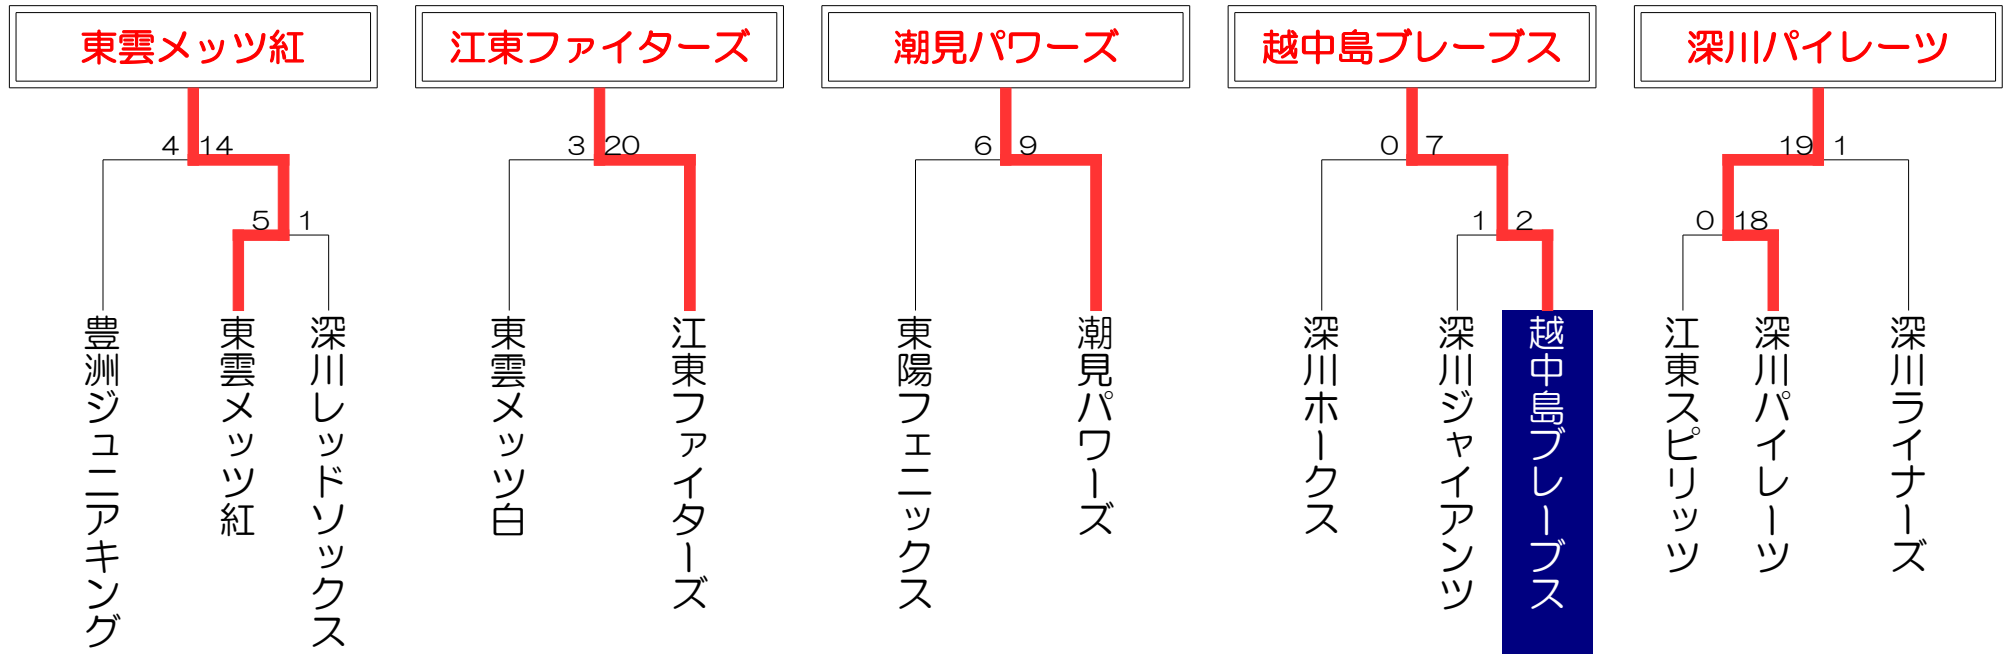 東雲メッツ紅
江東ファイターズ
潮見パワーズ
越中島ブレーブス
深川パイレーツ
4 14
3 20
6 9
0 7
19 1
5 1
1 2
0 18
豊洲ジュニアキング
東雲メッツ紅
深川レッドソックス
東雲メッツ白
江東ファイターズ
東陽フェニックス
潮見パワーズ
深川ホークス
深川ジャイアンツ
越中島ブレーブス
江東スピリッツ
深川パイレーツ
深川ライナーズ